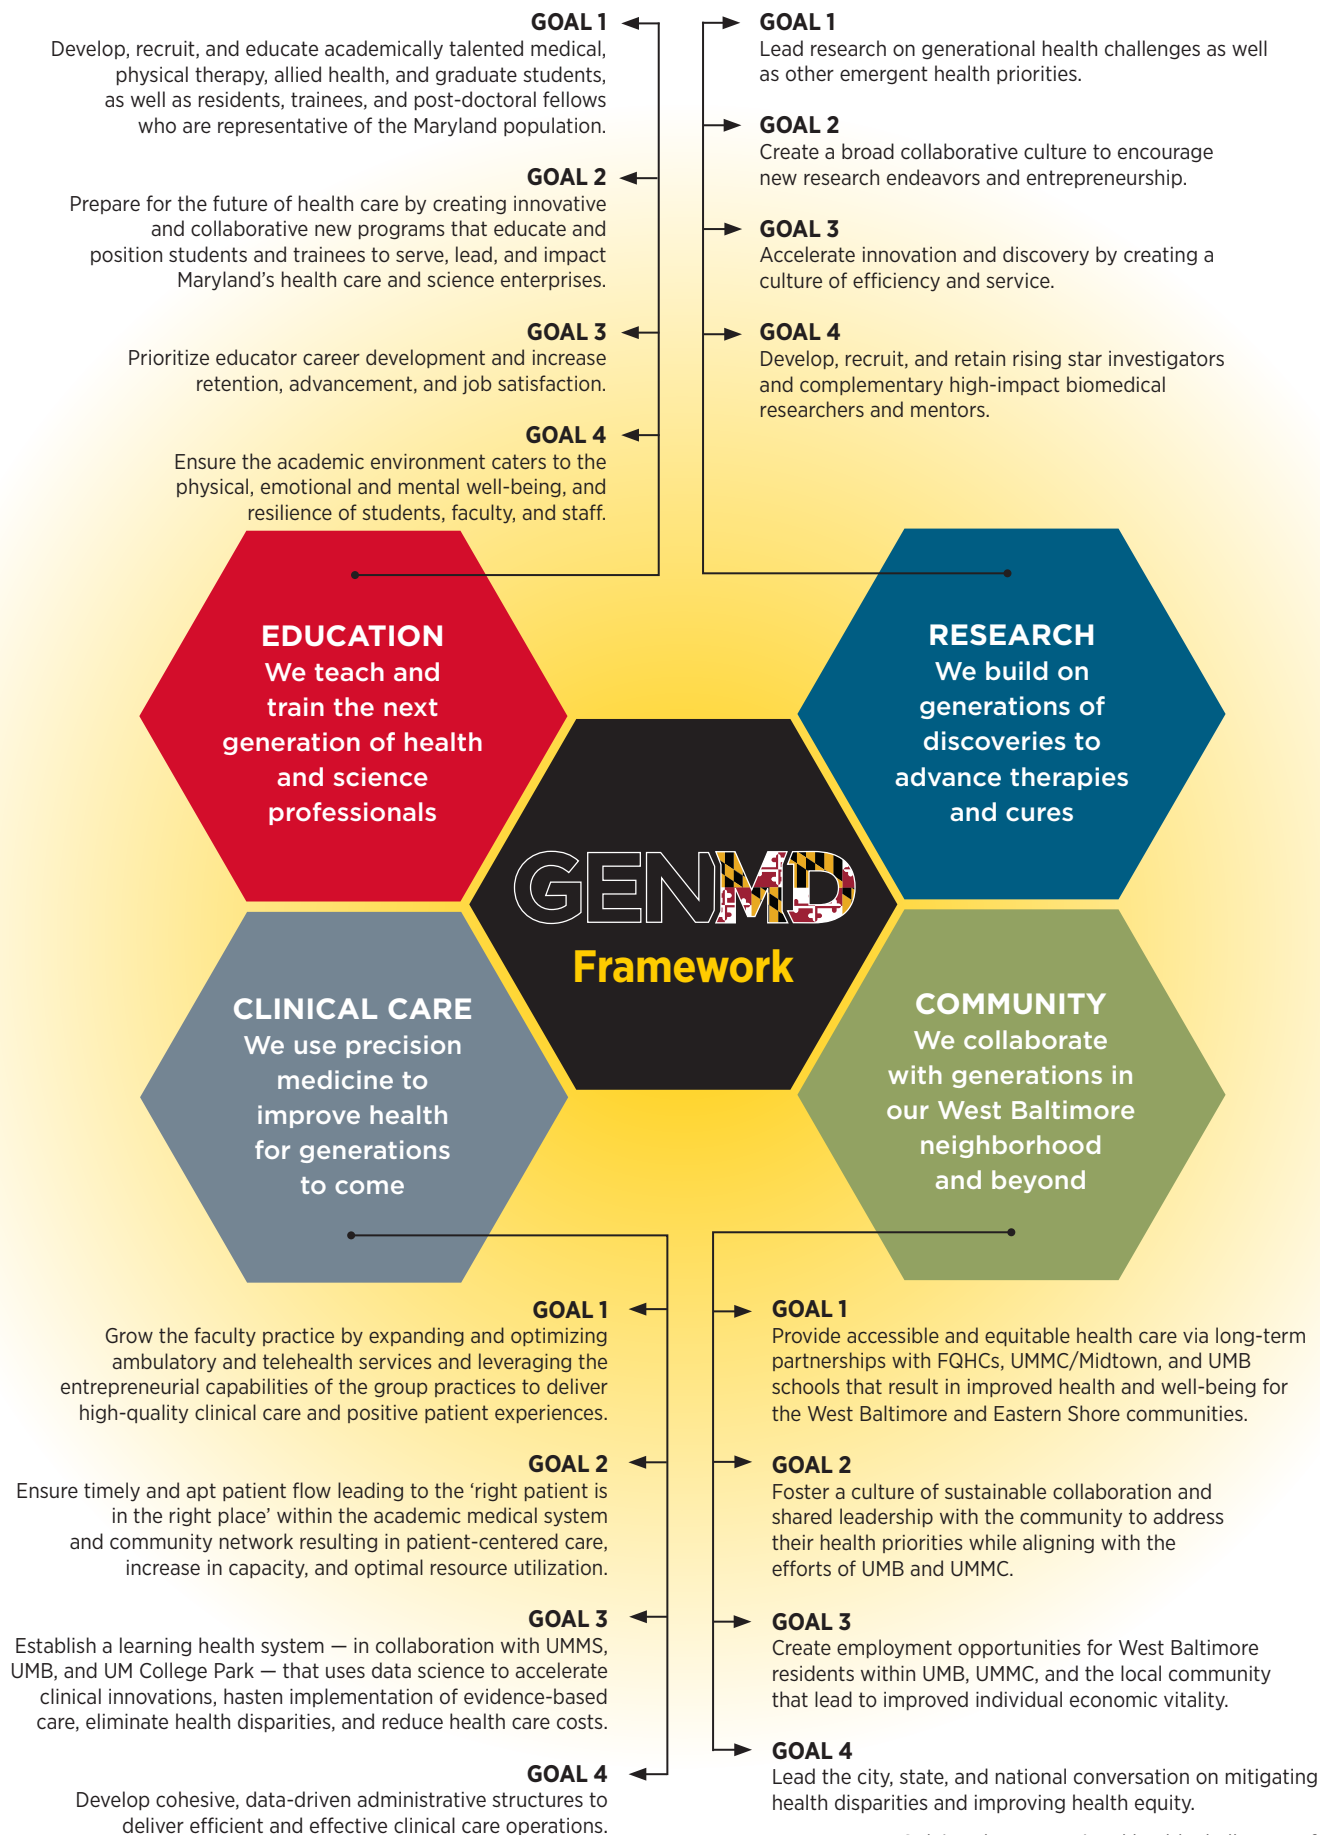 GOAL 1
Develop, recruit, and educate academically talented medical,
physical therapy, allied health, and graduate students,
as well as residents, trainees, and post-doctoral fellows
who are representative of the Maryland population.
GOAL 2
Prepare for the future of health care by creating innovative
and collaborative new programs that educate and
position students and trainees to serve, lead, and impact
Maryland’s health care and science enterprises.
GOAL 3
Prioritize educator career development and increase
retention, advancement, and job satisfaction.
GOAL 4
Ensure the academic environment caters to the
physical, emotional and mental well-being, and
resilience of students, faculty, and staff.
GOAL 1
Lead research on generational health challenges as well
as other emergent health priorities.
GOAL 2
Create a broad collaborative culture to encourage
new research endeavors and entrepreneurship.
GOAL 3
Accelerate innovation and discovery by creating a
culture of efficiency and service.
GOAL 4
Develop, recruit, and retain rising star investigators
and complementary high-impact biomedical
researchers and mentors.
EDUCATION
We teach and
train the next
generation of health
and science
professionals
RESEARCH
We build on
generations of
discoveries to
advance therapies
and cures
GENMD
Framework
CLINICAL CARE
We use precision
medicine to
improve health
for generations
to come
COMMUNITY
We collaborate
with generations in
our West Baltimore
neighborhood
and beyond
GOAL 1
Grow the faculty practice by expanding and optimizing
ambulatory and telehealth services and leveraging the
entrepreneurial capabilities of the group practices to deliver
high-quality clinical care and positive patient experiences.
GOAL 2
Ensure timely and apt patient flow leading to the ‘right patient is
in the right place’ within the academic medical system
and community network resulting in patient-centered care,
increase in capacity, and optimal resource utilization.
GOAL 3
Establish a learning health system — in collaboration with UMMS,
UMB, and UM College Park — that uses data science to accelerate
clinical innovations, hasten implementation of evidence-based
care, eliminate health disparities, and reduce health care costs.
GOAL 4
Develop cohesive, data-driven administrative structures to
deliver efficient and effective clinical care operations.
GOAL 1
Provide accessible and equitable health care via long-term
partnerships with FQHCs, UMMC/Midtown, and UMB
schools that result in improved health and well-being for
the West Baltimore and Eastern Shore communities.
GOAL 2
Foster a culture of sustainable collaboration and
shared leadership with the community to address
their health priorities while aligning with the
efforts of UMB and UMMC.
GOAL 3
Create employment opportunities for West Baltimore
residents within UMB, UMMC, and the local community
that lead to improved individual economic vitality.
GOAL 4
Lead the city, state, and national conversation on mitigating
health disparities and improving health equity.